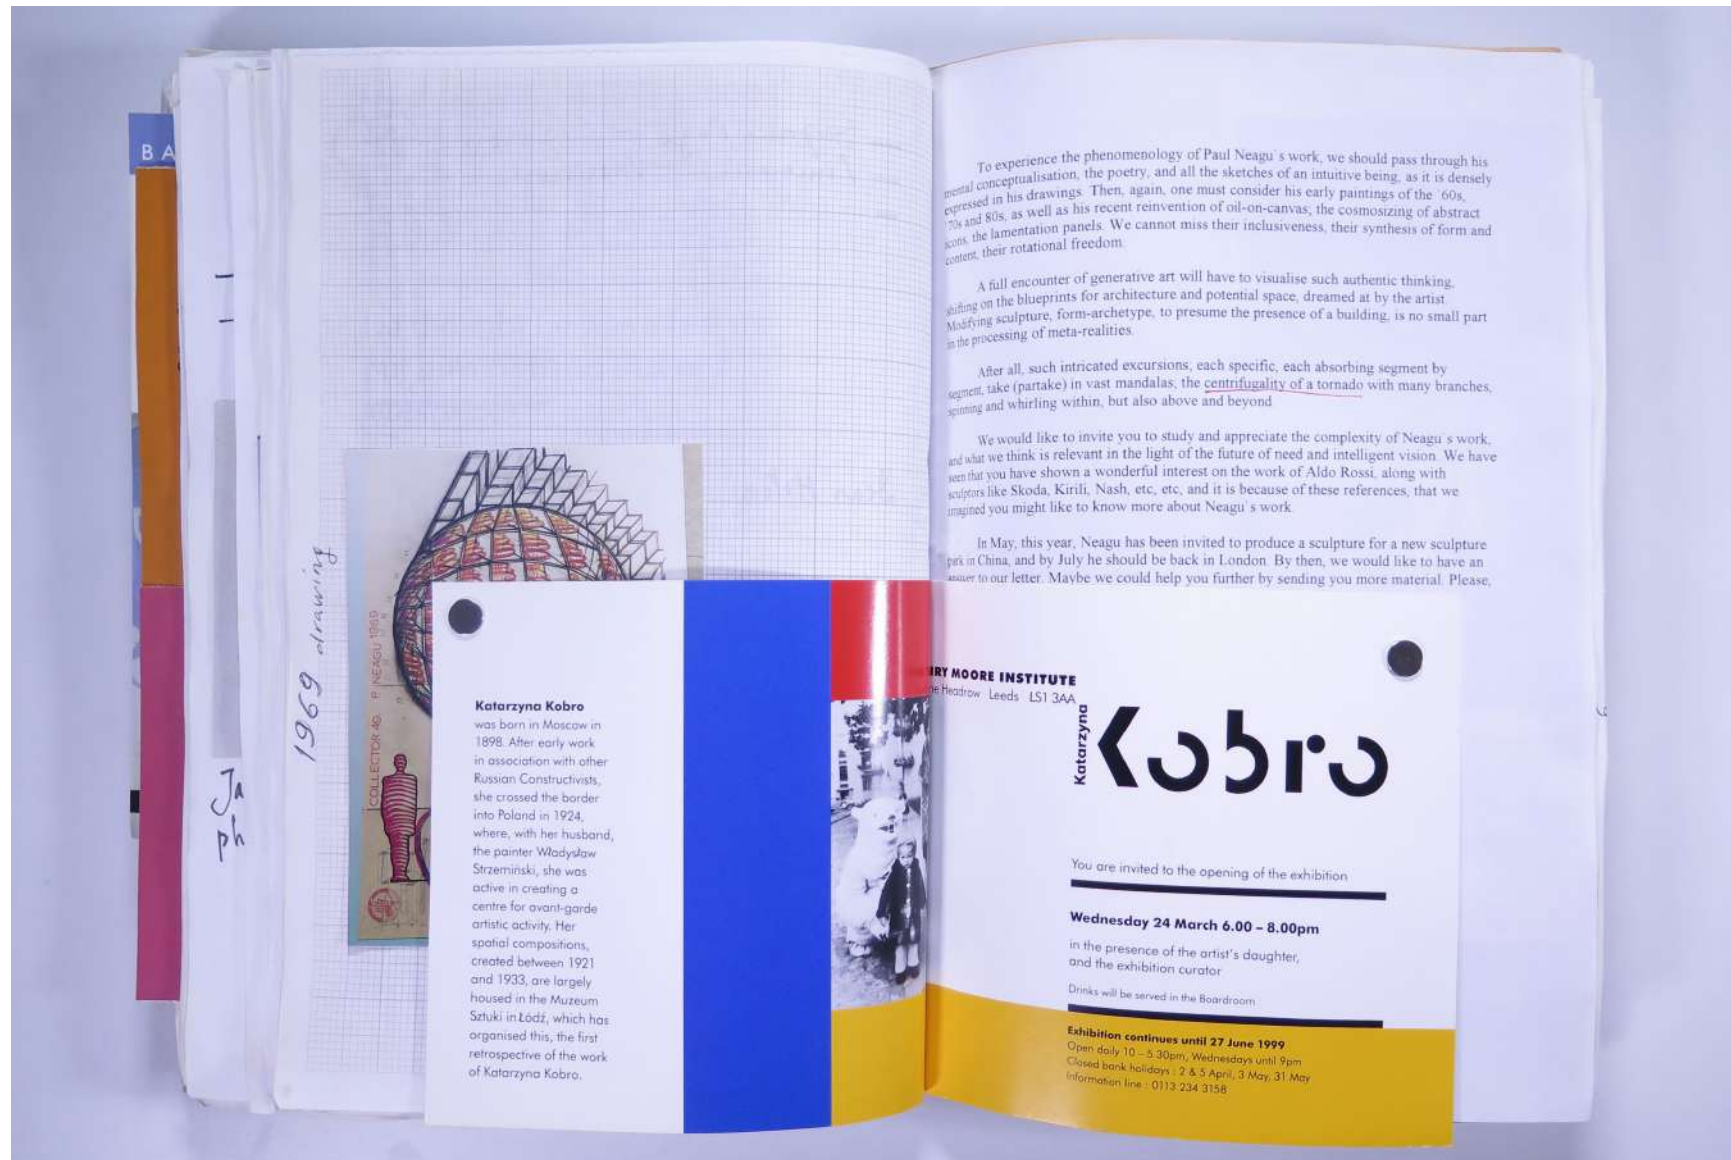 BA
Ja
ph
1969 drawing
COLLECTOR 4G. P. NEAGU 1969
To experience the phenomenology of Paul Neagu's work, we should pass through his
mental conceptualisation, the poetry, and all the sketches of an intuitive being, as it is densely
expressed in his drawings. Then, again, one must consider his early paintings of the '60s,
'70s and 80s, as well as his recent reinvention of oil-on-canvas; the cosmosizing of abstract
icons, the lamentation panels. We cannot miss their inclusiveness, their synthesis of form and
content, their rotational freedom.
A full encounter of generative art will have to visualise such authentic thinking,
shifting on the blueprints for architecture and potential space, dreamed at by the artist.
Modifying sculpture, form-archetype, to presume the presence of a building, is no small part
in the processing of meta-realities.
After all, such intricated excursions; each specific, each absorbing segment by
segment, take (partake) in vast mandalas; the centrifugality of a tornado with many branches,
spinning and whirling within, but also above and beyond.
We would like to invite you to study and appreciate the complexity of Neagu's work,
and what we think is relevant in the light of the future of need and intelligent vision. We have
seen that you have shown a wonderful interest on the work of Aldo Rossi, along with
sculptors like Skoda, Kirili, Nash, etc, etc, and it is because of these references, that we
imagined you might like to know more about Neagu's work.
In May, this year, Neagu has been invited to produce a sculpture for a new sculpture
park in China, and by July he should be back in London. By then, we would like to have an
answer to our letter. Maybe we could help you further by sending you more material. Please,
Katarzyna Kobro
was born in Moscow in
1898. After early work
in association with other
Russian Constructivists,
she crossed the border
into Poland in 1924,
where, with her husband,
the painter Władysław
Strzemiński, she was
active in creating a
centre for avant-garde
artistic activity. Her
spatial compositions,
created between 1921
and 1933, are largely
housed in the Muzeum
Sztuki in Łódź, which has
organised this, the first
retrospective of the work
of Katarzyna Kobro.
RY MOORE INSTITUTE
e Headrow Leeds LS1 3AA
Katarzyna
Kobro
You are invited to the opening of the exhibition
Wednesday 24 March 6.00 – 8.00pm
in the presence of the artist's daughter,
and the exhibition curator
Drinks will be served in the Boardroom
Exhibition continues until 27 June 1999
Open daily 10 – 5.30pm, Wednesdays until 9pm
Closed bank holidays : 2 & 5 April, 3 May, 31 May
Information line : 0113 234 3158